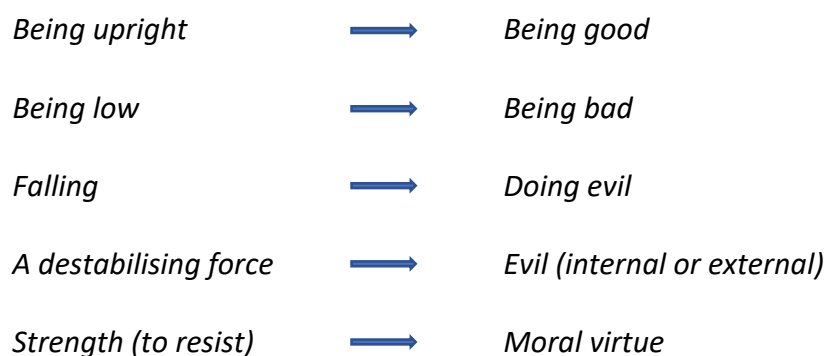 Being upright Being good
Being low Being bad
Falling Doing evil
A destabilising force Evil (internal or external)
Strength (to resist) Moral virtue